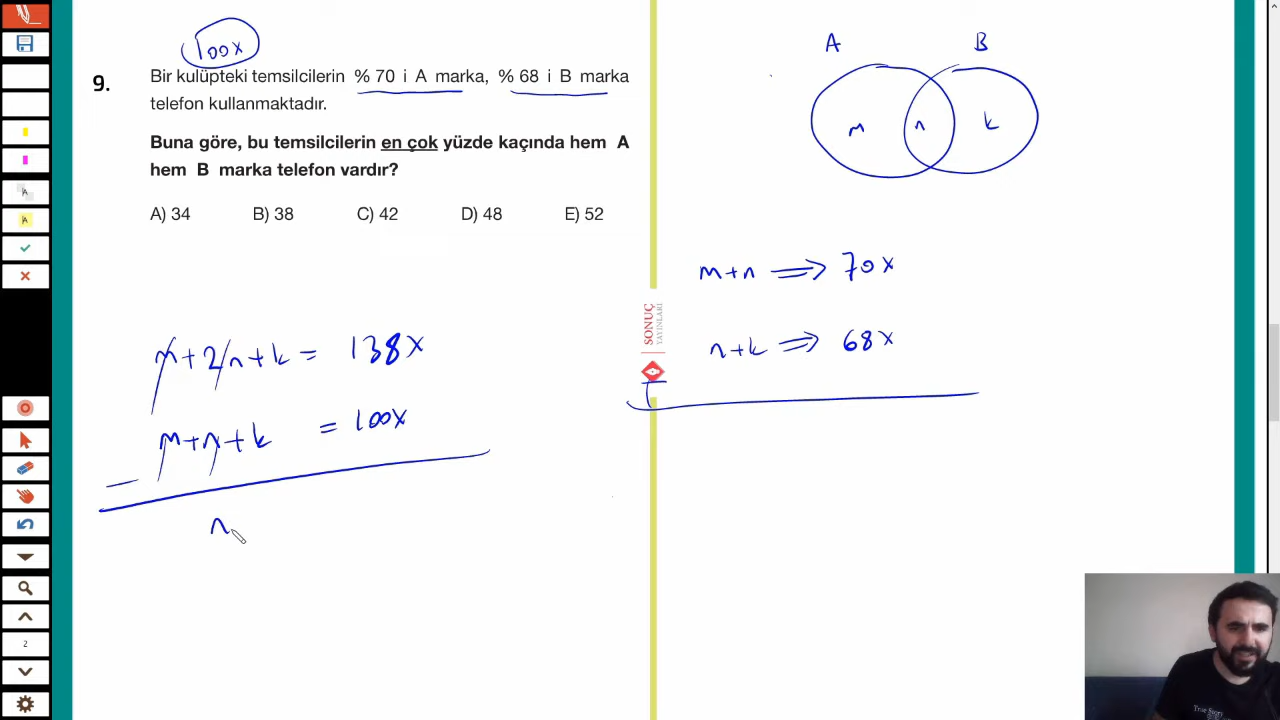 100x
9.
Bir kulüpteki temsilcilerin % 70 i A marka, % 68 i B marka
telefon kullanmaktadır.
Buna göre, bu temsilcilerin en çok yüzde kaçında hem A
hem B marka telefon vardır?
A) 34 B) 38 C) 42 D) 48 E) 52
m+2n+k = 138x
m+n+k = 100x
—
n
A B
m n k
m+n ⟹ 70x
n+k ⟹ 68x
+
SONUÇ
YAYINLARI
A
A
2